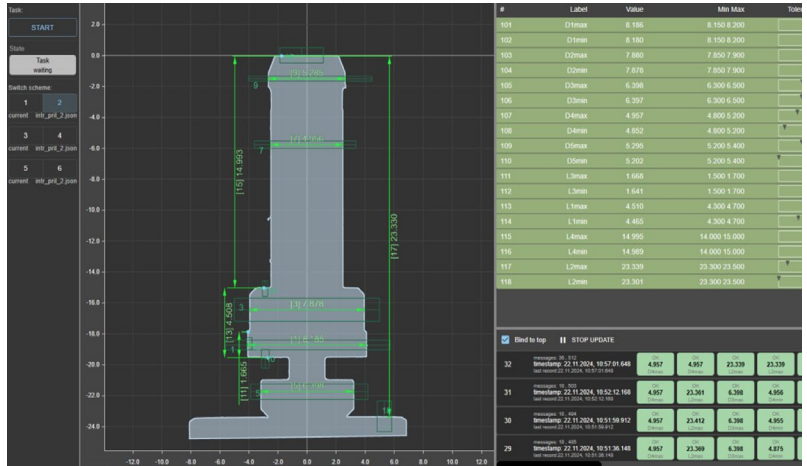 Task:
START
State
Task
waiting
Switch scheme:
1 2
current intr_pril_2.json
3 4
current intr_pril_2.json
5 6
current intr_pril_2.json
2.0
0.0
-2.0
-4.0
-6.0
-8.0
-10.0
-12.0
-14.0
-16.0
-18.0
-20.0
-22.0
-24.0
-12.0 -10.0 -8.0 -6.0 -4.0 -2.0 0.0 2.0 4.0 6.0 8.0 10.0 12.0
[9] 5.285
9
7
[15] 14.993
[17] 23.330
[3] 7.878
3
[13] 4.508
[1] 8.185
[11] 1.665
# Label Value Min Max
101 D1max 8.186 8.150 8.200
102 D1min 8.180 8.150 8.200
103 D2max 7.880 7.850 7.900
104 D2min 7.878 7.850 7.900
105 D3max 6.398 6.300 6.500
106 D3min 6.397 6.300 6.500
107 D4max 4.957 4.800 5.200
108 D4min 4.852 4.800 5.200
109 D5max 5.295 5.200 5.400
110 D5min 5.202 5.200 5.400
111 L3max 1.668 1.500 1.700
112 L3min 1.641 1.500 1.700
113 L1max 4.510 4.300 4.700
114 L1min 4.465 4.300 4.700
115 L4max 14.995 14.000 15.000
116 L4min 14.989 14.000 15.000
117 L2max 23.339 23.300 23.500
118 L2min 23.301 23.300 23.500
Bind to top STOP UPDATE
32
timestamp: 22.11.2024, 10:57:01.648
4.957 4.957 23.339 23.339
31
timestamp: 22.11.2024, 10:52:12.168
4.957 23.361 6.398 4.956
30
timestamp: 22.11.2024, 10:51:59.912
4.957 23.412 6.398 4.955
29
timestamp: 22.11.2024, 10:51:36.148
4.957 23.369 6.398 4.875